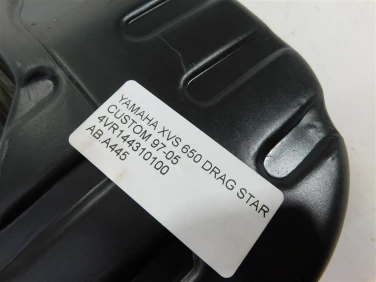 YAMAHA XVS 650 DRAG STAR
CUSTOM 97-05
4VR144310100
AB.A445